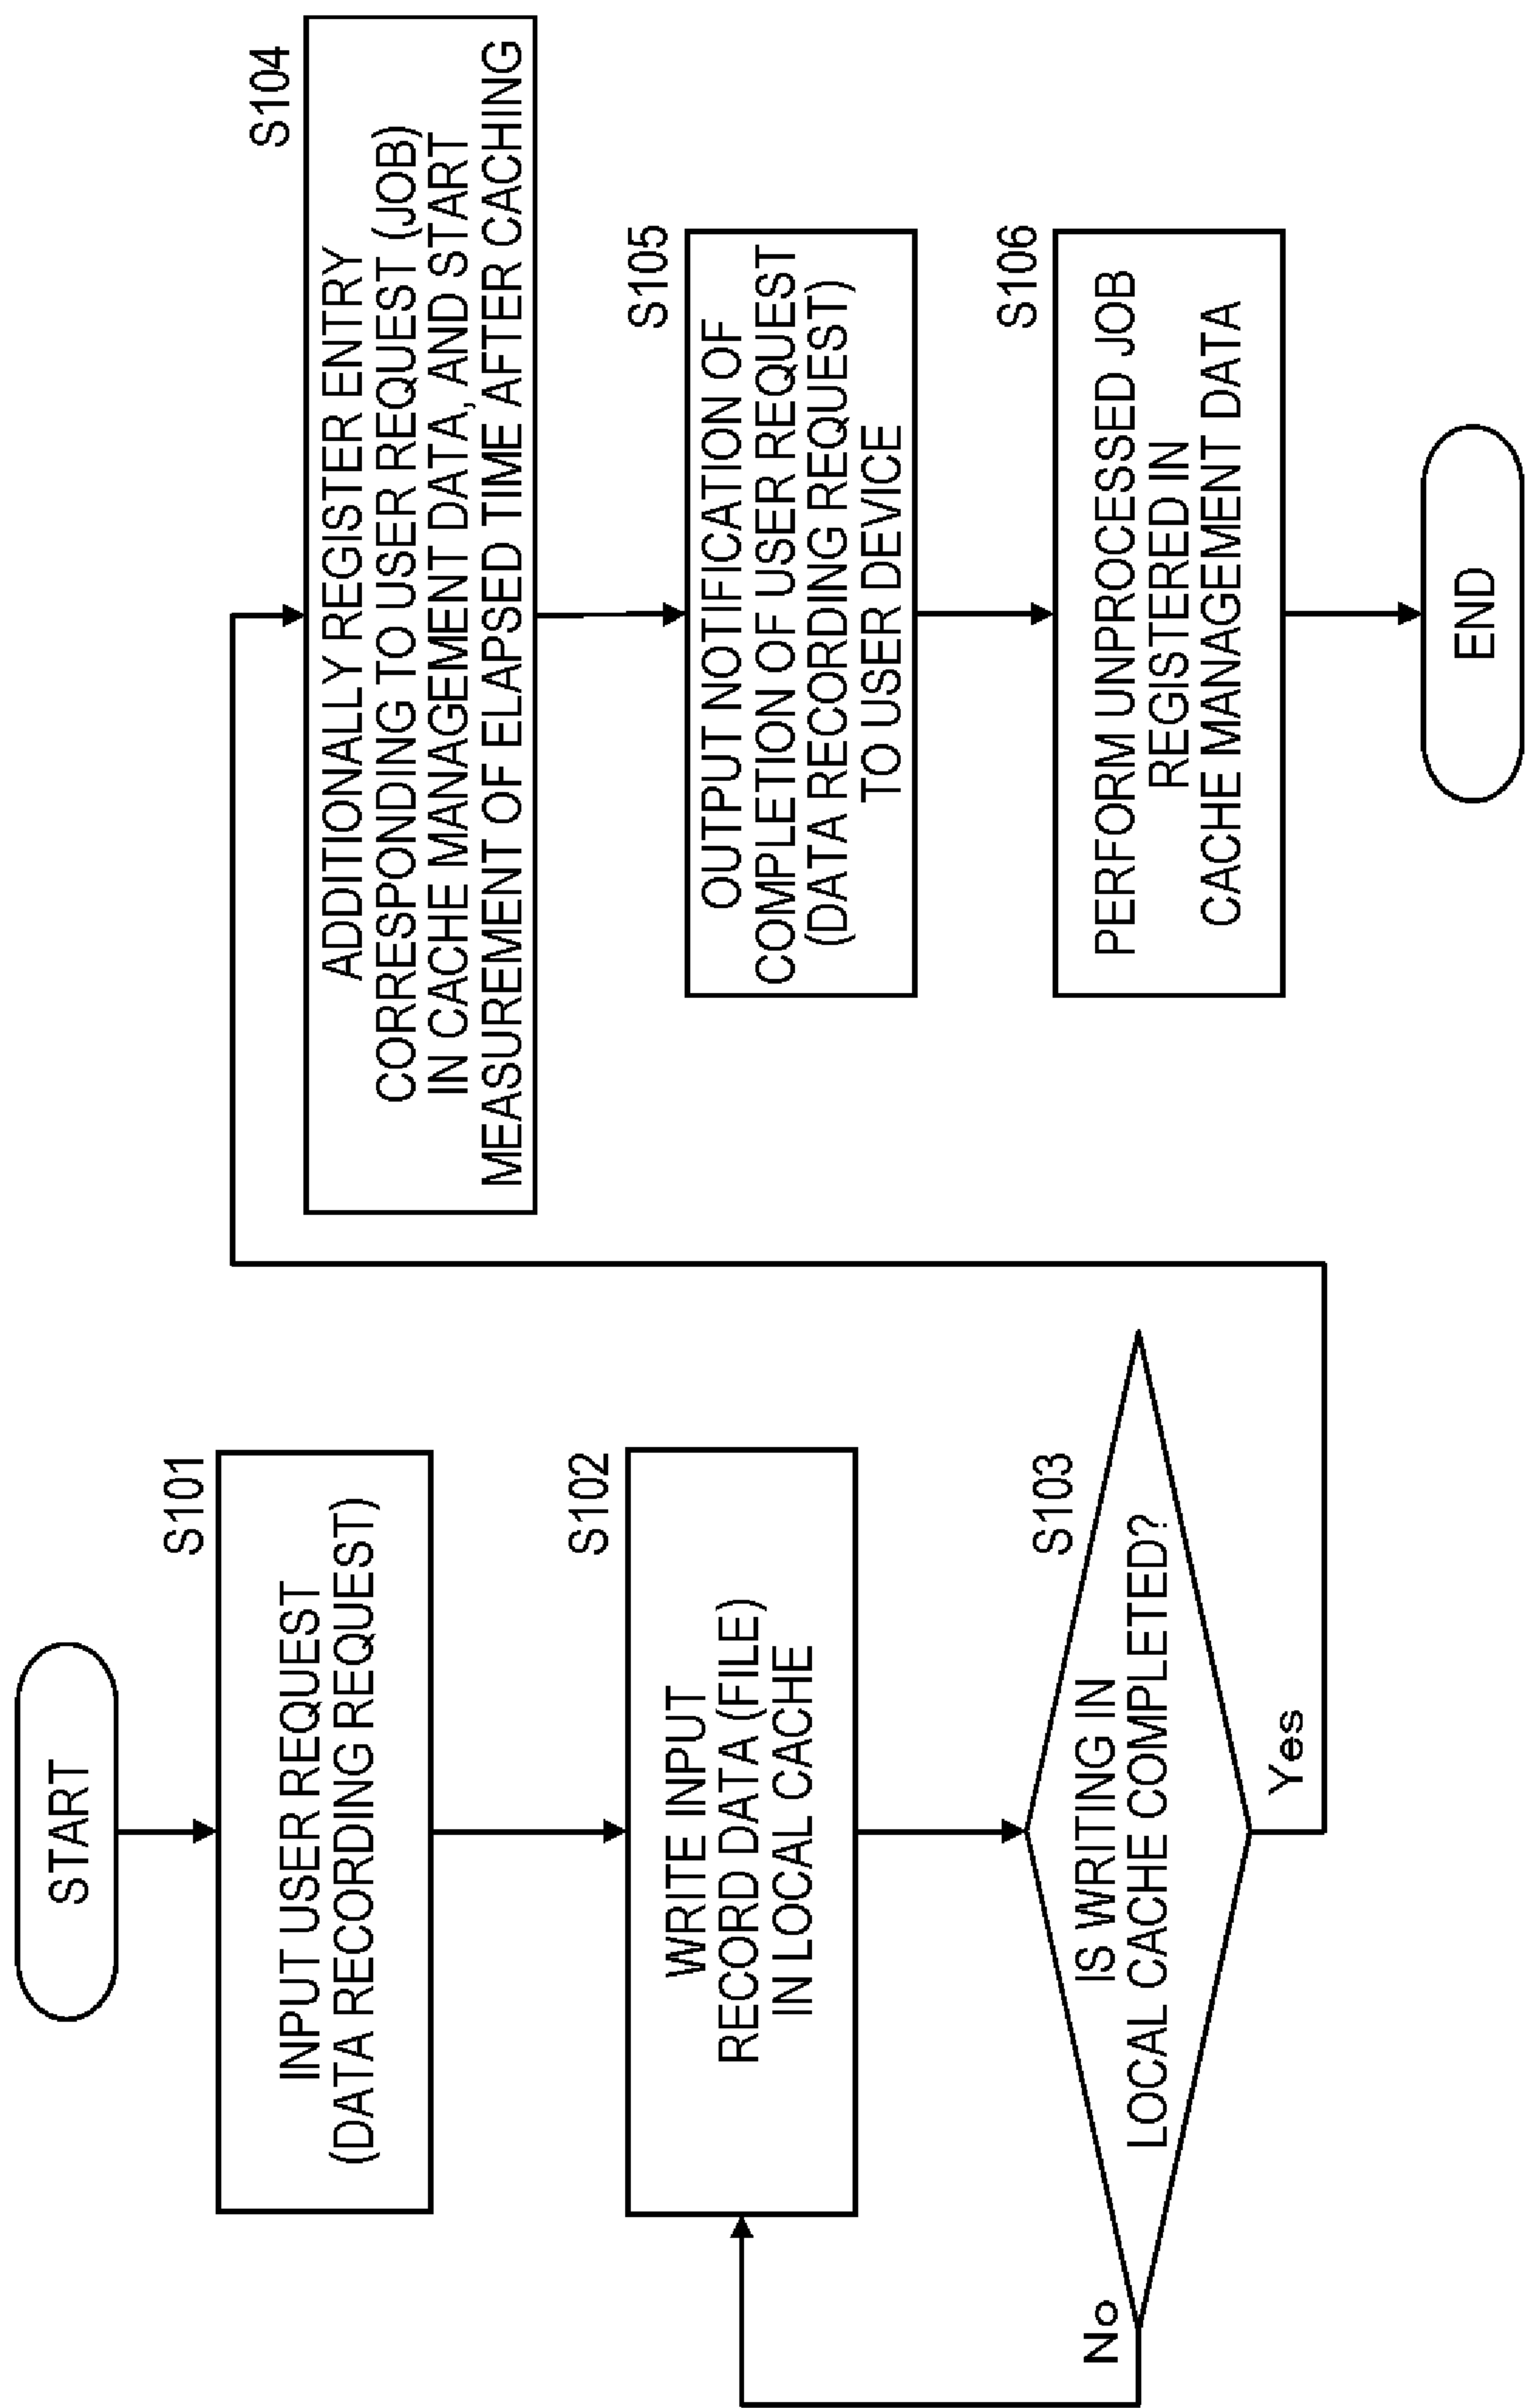 START
S101
INPUT USER REQUEST
(DATA RECORDING REQUEST)
S102
WRITE INPUT
RECORD DATA (FILE)
IN LOCAL CACHE
S103
IS WRITING IN
LOCAL CACHE COMPLETED?
No
Yes
S104
ADDITIONALLY REGISTER ENTRY
CORRESPONDING TO USER REQUEST (JOB)
IN CACHE MANAGEMENT DATA, AND START
MEASUREMENT OF ELAPSED TIME AFTER CACHING
S105
OUTPUT NOTIFICATION OF
COMPLETION OF USER REQUEST
(DATA RECORDING REQUEST)
TO USER DEVICE
S106
PERFORM UNPROCESSED JOB
REGISTERED IN
CACHE MANAGEMENT DATA
END